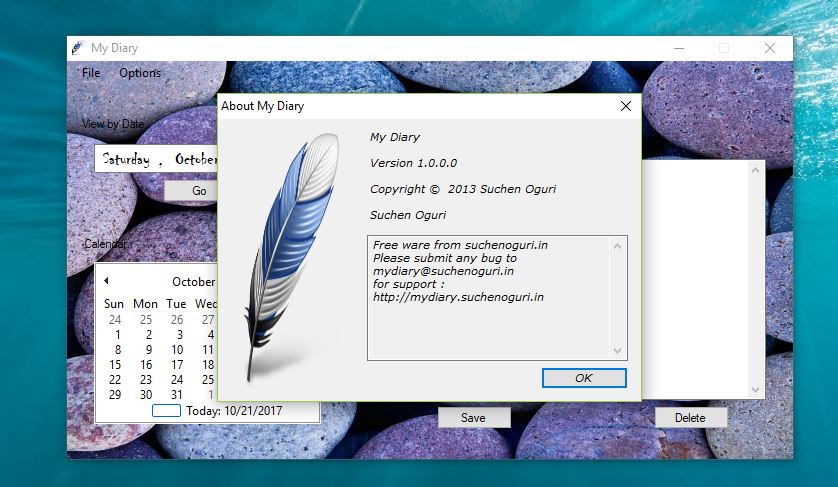 My Diary
File Options
About My Diary
View by Date
Saturday , October
Go
Calendar
October
Sun Mon Tue Wed
24 25 26 27
1 2 3 4
8 9 10 11
15 16 17 18
22 23 24 25
29 30 31 1
Today: 10/21/2017
My Diary
Version 1.0.0.0
Copyright © 2013 Suchen Oguri
Suchen Oguri
Free ware from suchenoguri.in
Please submit any bug to
mydiary@suchenoguri.in
for support :
http://mydiary.suchenoguri.in
OK
Save Delete